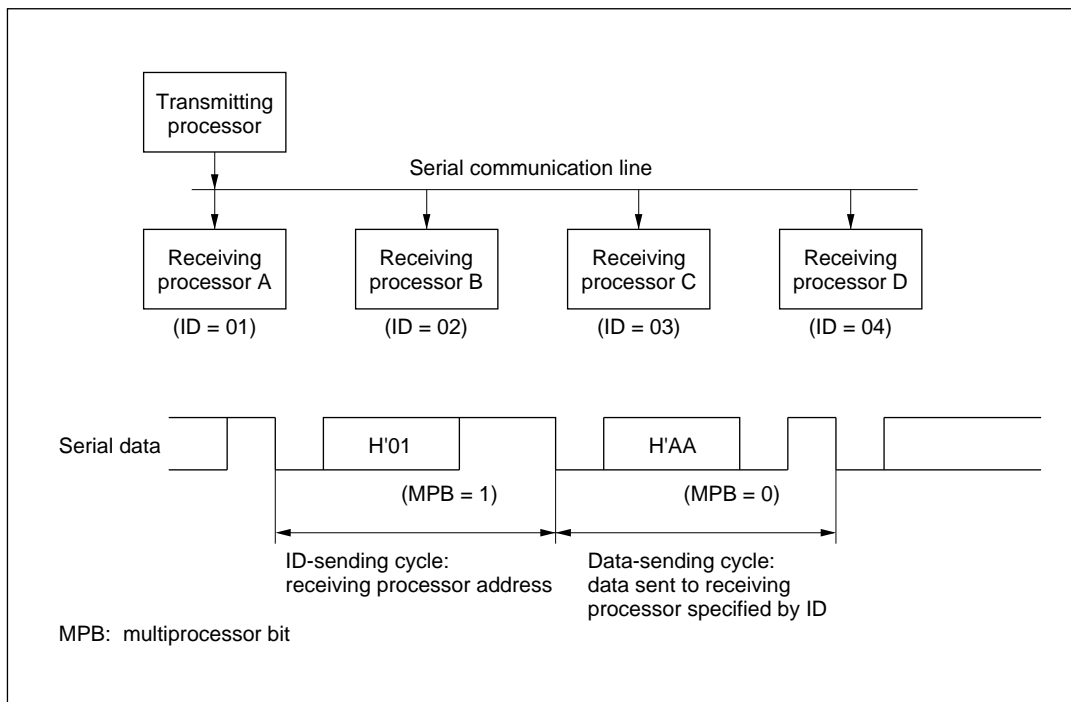 Transmitting
processor
Serial communication line
Receiving
processor A
Receiving
processor B
Receiving
processor C
Receiving
processor D
(ID = 01)
(ID = 02)
(ID = 03)
(ID = 04)
Serial data
H'01
H'AA
(MPB = 1)
(MPB = 0)
ID-sending cycle:
receiving processor address
Data-sending cycle:
data sent to receiving
processor specified by ID
MPB: multiprocessor bit